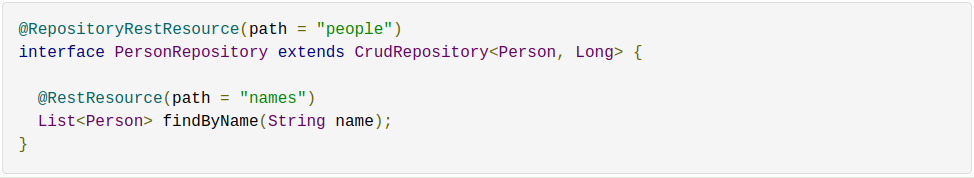 @RepositoryRestResource(path = "people")
interface PersonRepository extends CrudRepository<Person, Long> {
@RestResource(path = "names")
List<Person> findByName(String name);
}